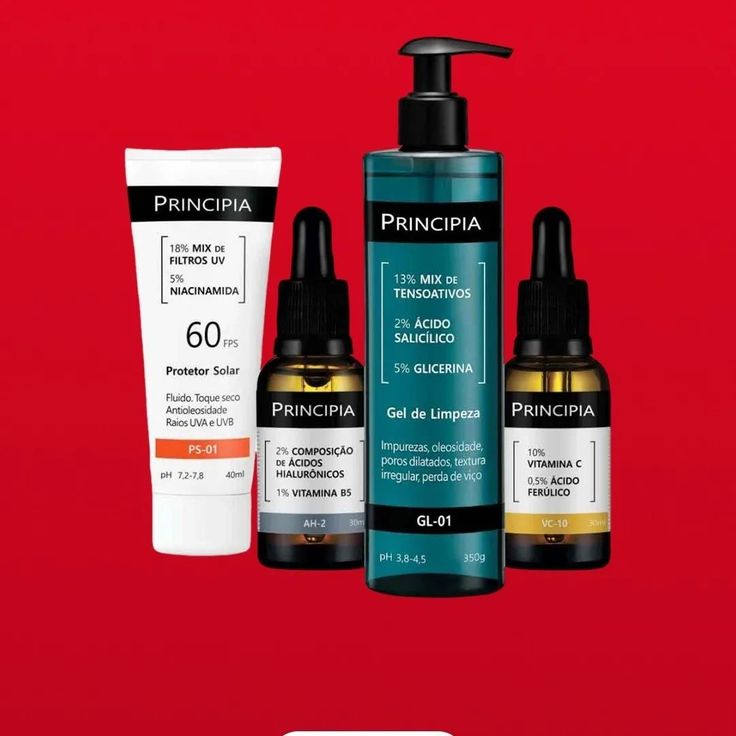 PRINCIPIA
18% MIX DE
FILTROS UV
5%
NIACINAMIDA
60 FPS
Protetor Solar
Fluido. Toque seco
Antioleosidade
Raios UVA e UVB
PS-01
pH 7,2-7,8 40ml
PRINCIPIA
2% COMPOSIÇÃO
DE ÁCIDOS
HIALURÔNICOS
1% VITAMINA B5
AH-2 30ml
PRINCIPIA
13% MIX DE
TENSOATIVOS
2% ÁCIDO
SALICÍLICO
5% GLICERINA
Gel de Limpeza
Impurezas, oleosidade,
poros dilatados, textura
irregular, perda de viço
GL-01
pH 3,8-4,5 350g
PRINCIPIA
10%
VITAMINA C
0,5% ÁCIDO
FERÚLICO
VC-10 30ml